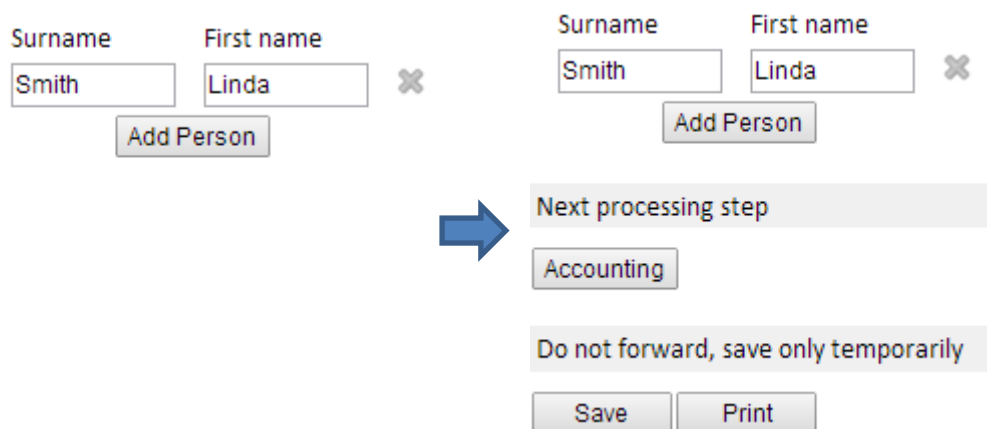 Surname First name
Smith Linda
Add Person
Surname First name
Smith Linda
Add Person
Next processing step
Accounting
Do not forward, save only temporarily
Save Print